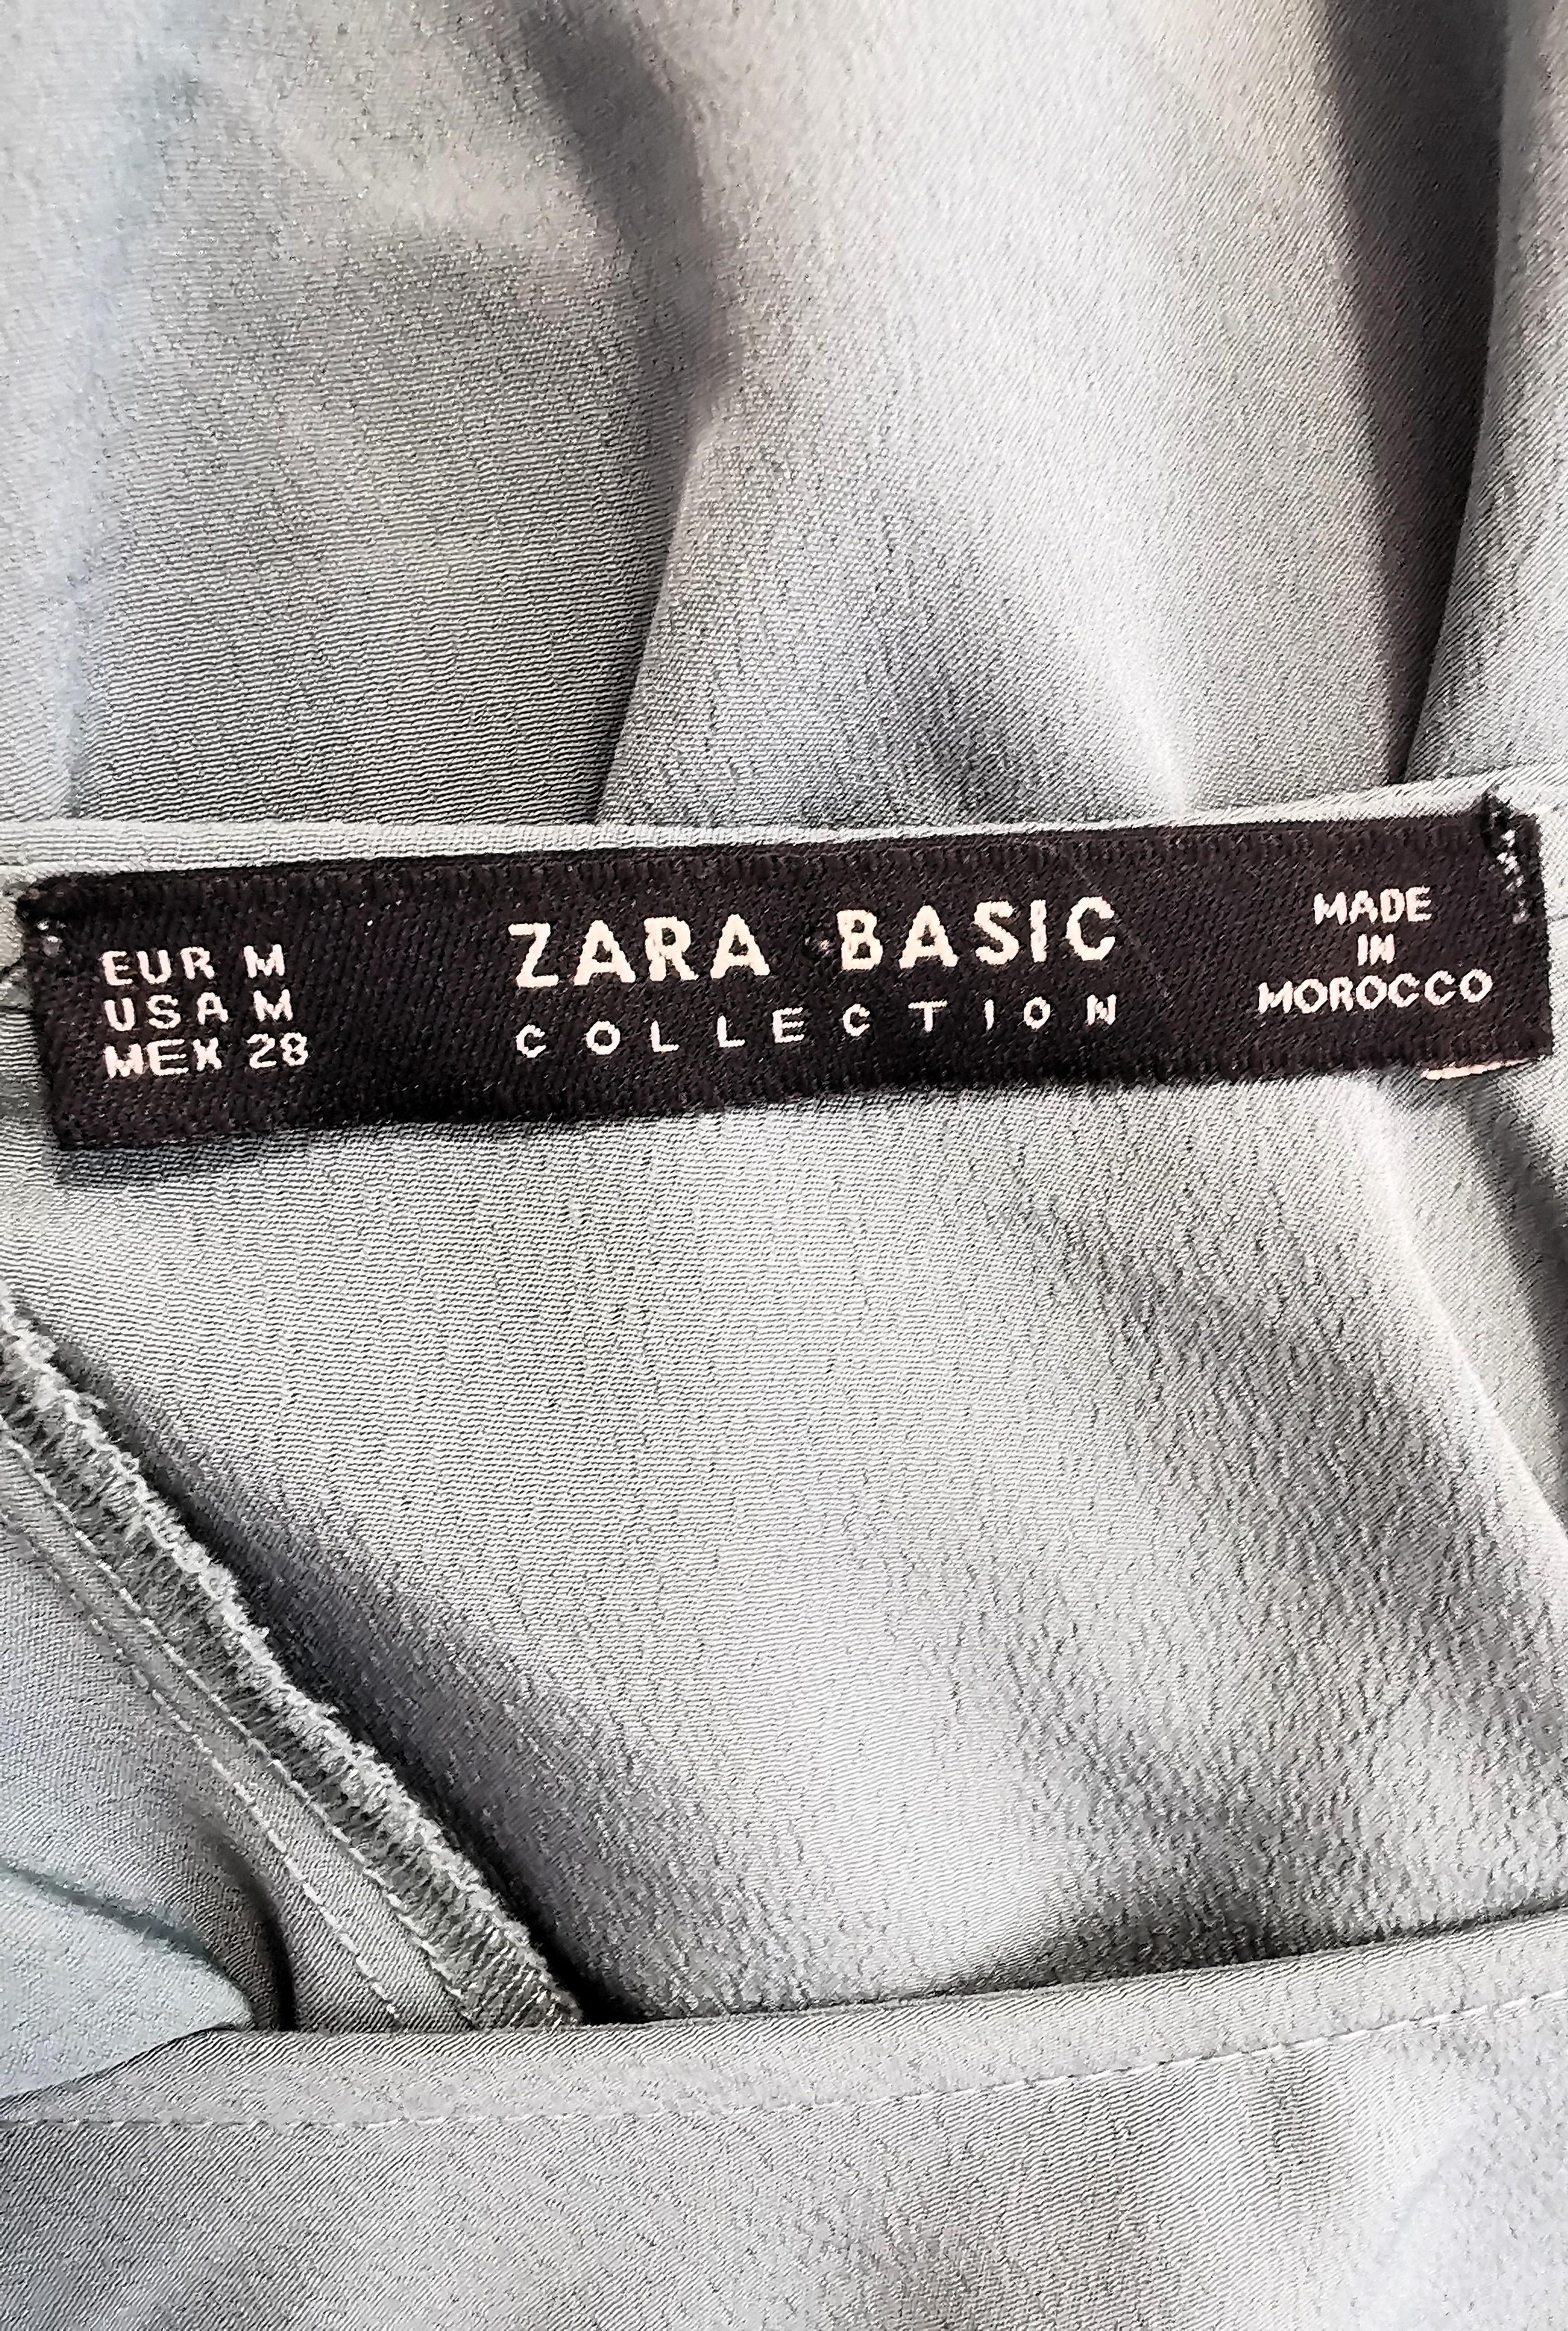 EUR M
USA M
MEX 28
ZARA BASIC
COLLECTION
MADE
IN
MOROCCO